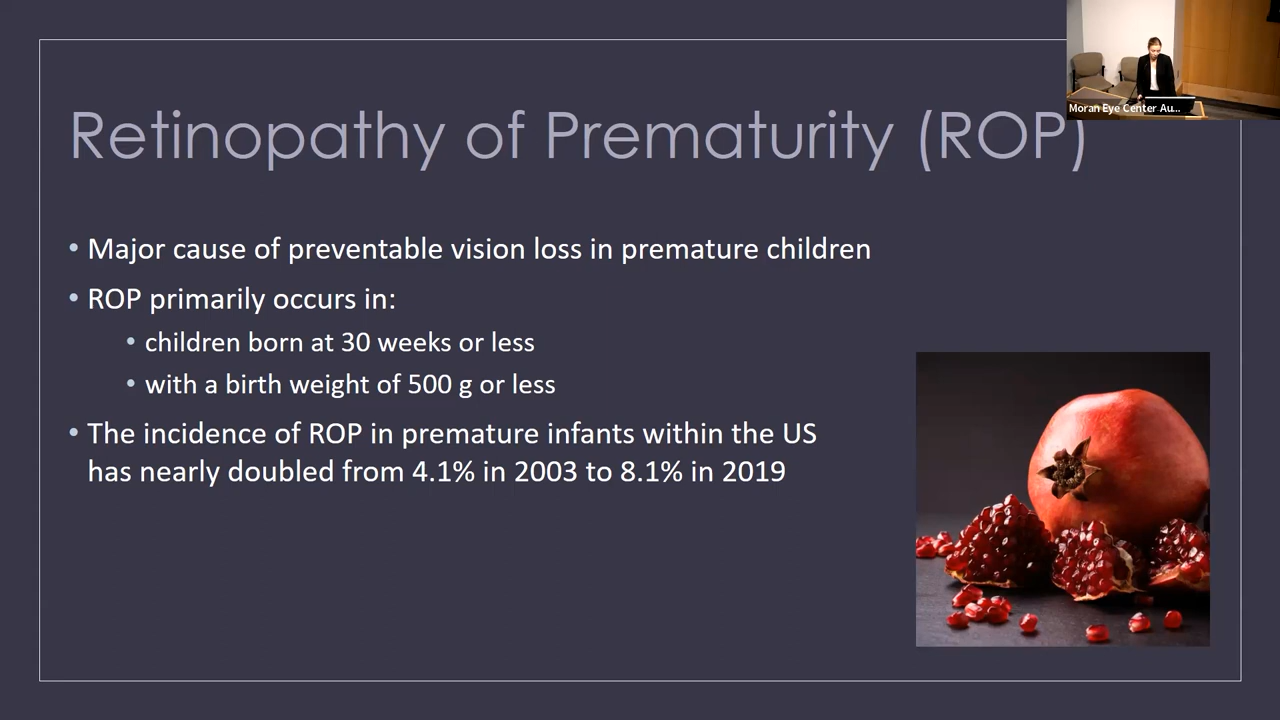 Moran Eye Center Au...
Retinopathy of Prematurity (ROP)
• Major cause of preventable vision loss in premature children
• ROP primarily occurs in:
• children born at 30 weeks or less
• with a birth weight of 500 g or less
• The incidence of ROP in premature infants within the US
has nearly doubled from 4.1% in 2003 to 8.1% in 2019